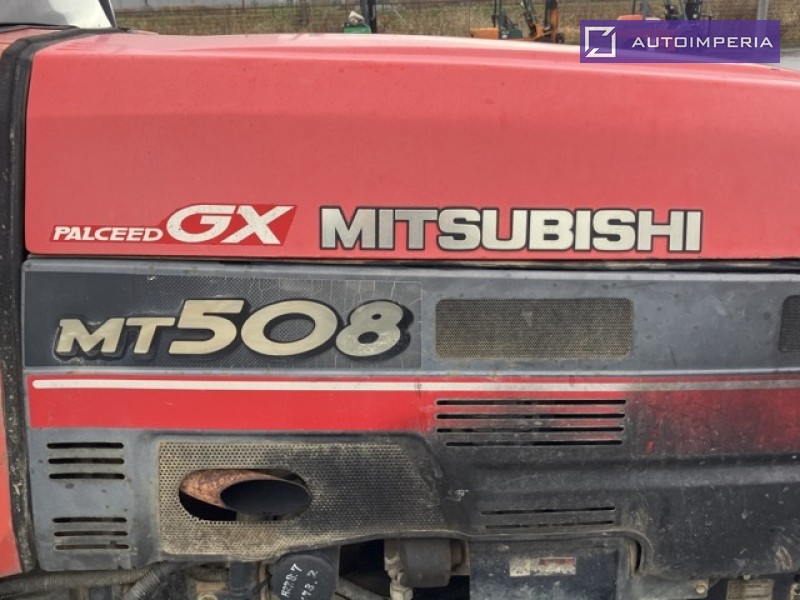 AUTOIMPERIA
PALCEED GX MITSUBISHI
MT508